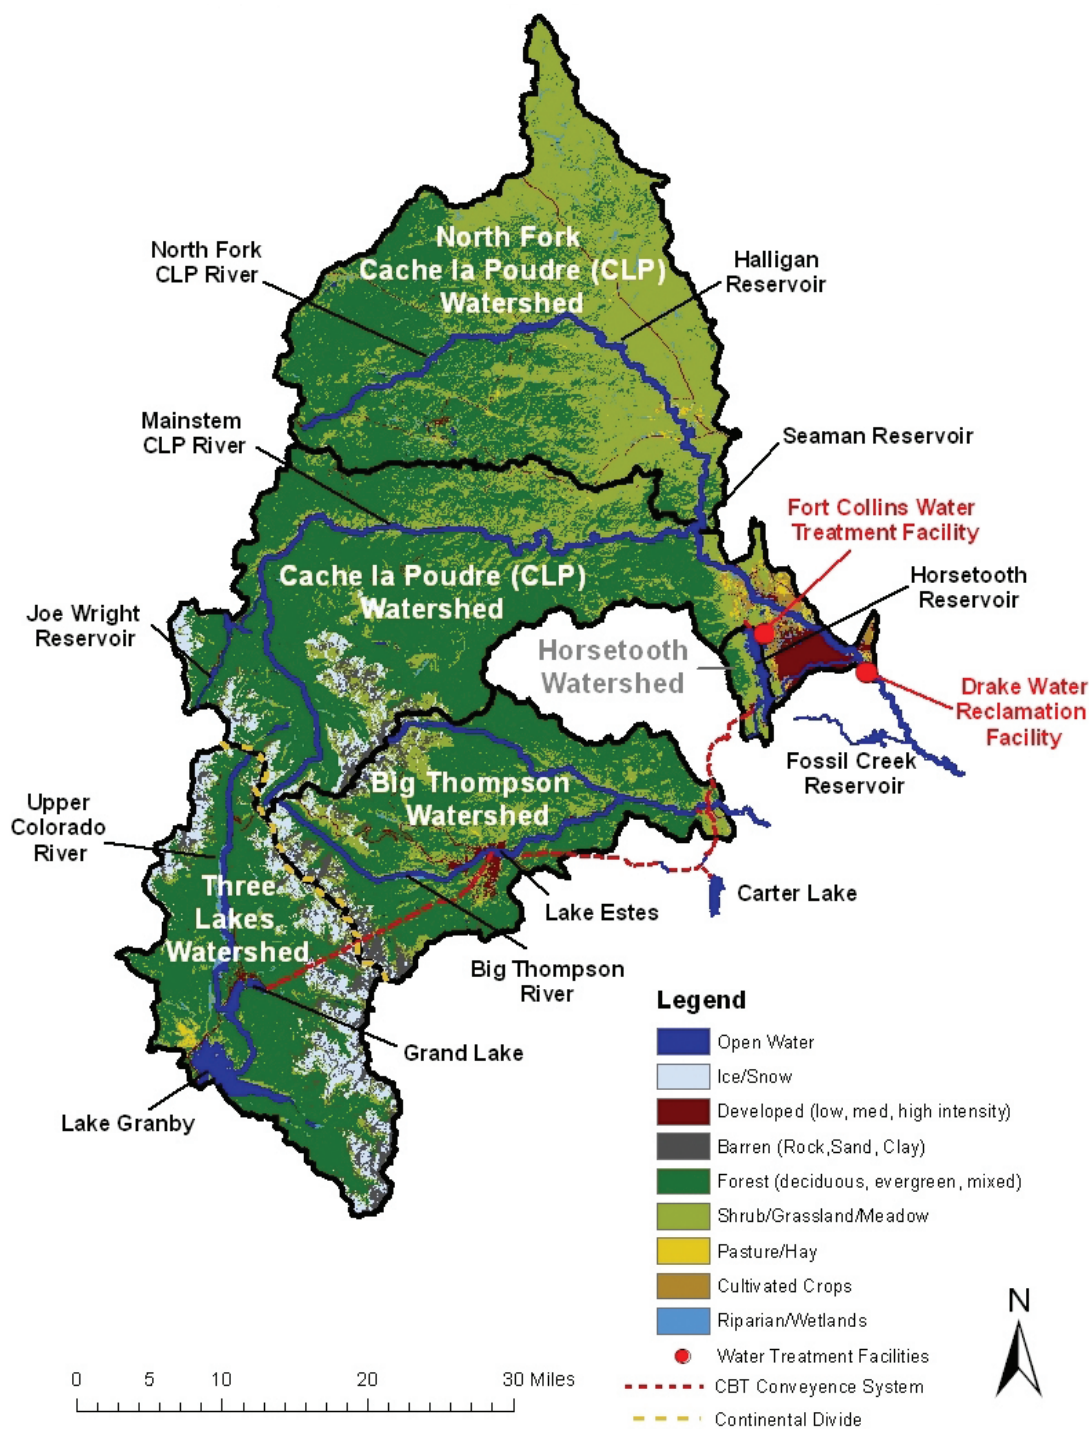 North Fork
CLP River
North Fork
Cache la Poudre (CLP)
Watershed
Halligan
Reservoir
Mainstem
CLP River
Seaman Reservoir
Fort Collins Water
Treatment Facility
Cache la Poudre (CLP)
Watershed
Horsetooth
Reservoir
Joe Wright
Reservoir
Horsetooth
Watershed
Drake Water
Reclamation
Facility
Fossil Creek
Reservoir
Big Thompson
Watershed
Upper
Colorado
River
Three
Lakes
Watershed
Carter Lake
Lake Estes
Big Thompson
River
Grand Lake
Lake Granby
Legend
Open Water
Ice/Snow
Developed (low, med, high intensity)
Barren (Rock,Sand, Clay)
Forest (deciduous, evergreen, mixed)
Shrub/Grassland/Meadow
Pasture/Hay
Cultivated Crops
Riparian/Wetlands
Water Treatment Facilities
CBT Conveyence System
Continental Divide
N
0 5 10 20 30 Miles